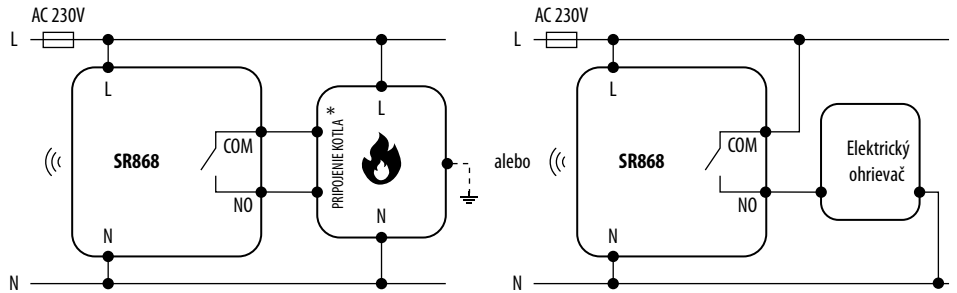 AC 230V
L
L
SR868
COM
NO
N
N
PRIPOJENIE KOTLA *
L
N
alebo
AC 230V
L
L
SR868
COM
NO
N
N
Elektrický
ohrievač